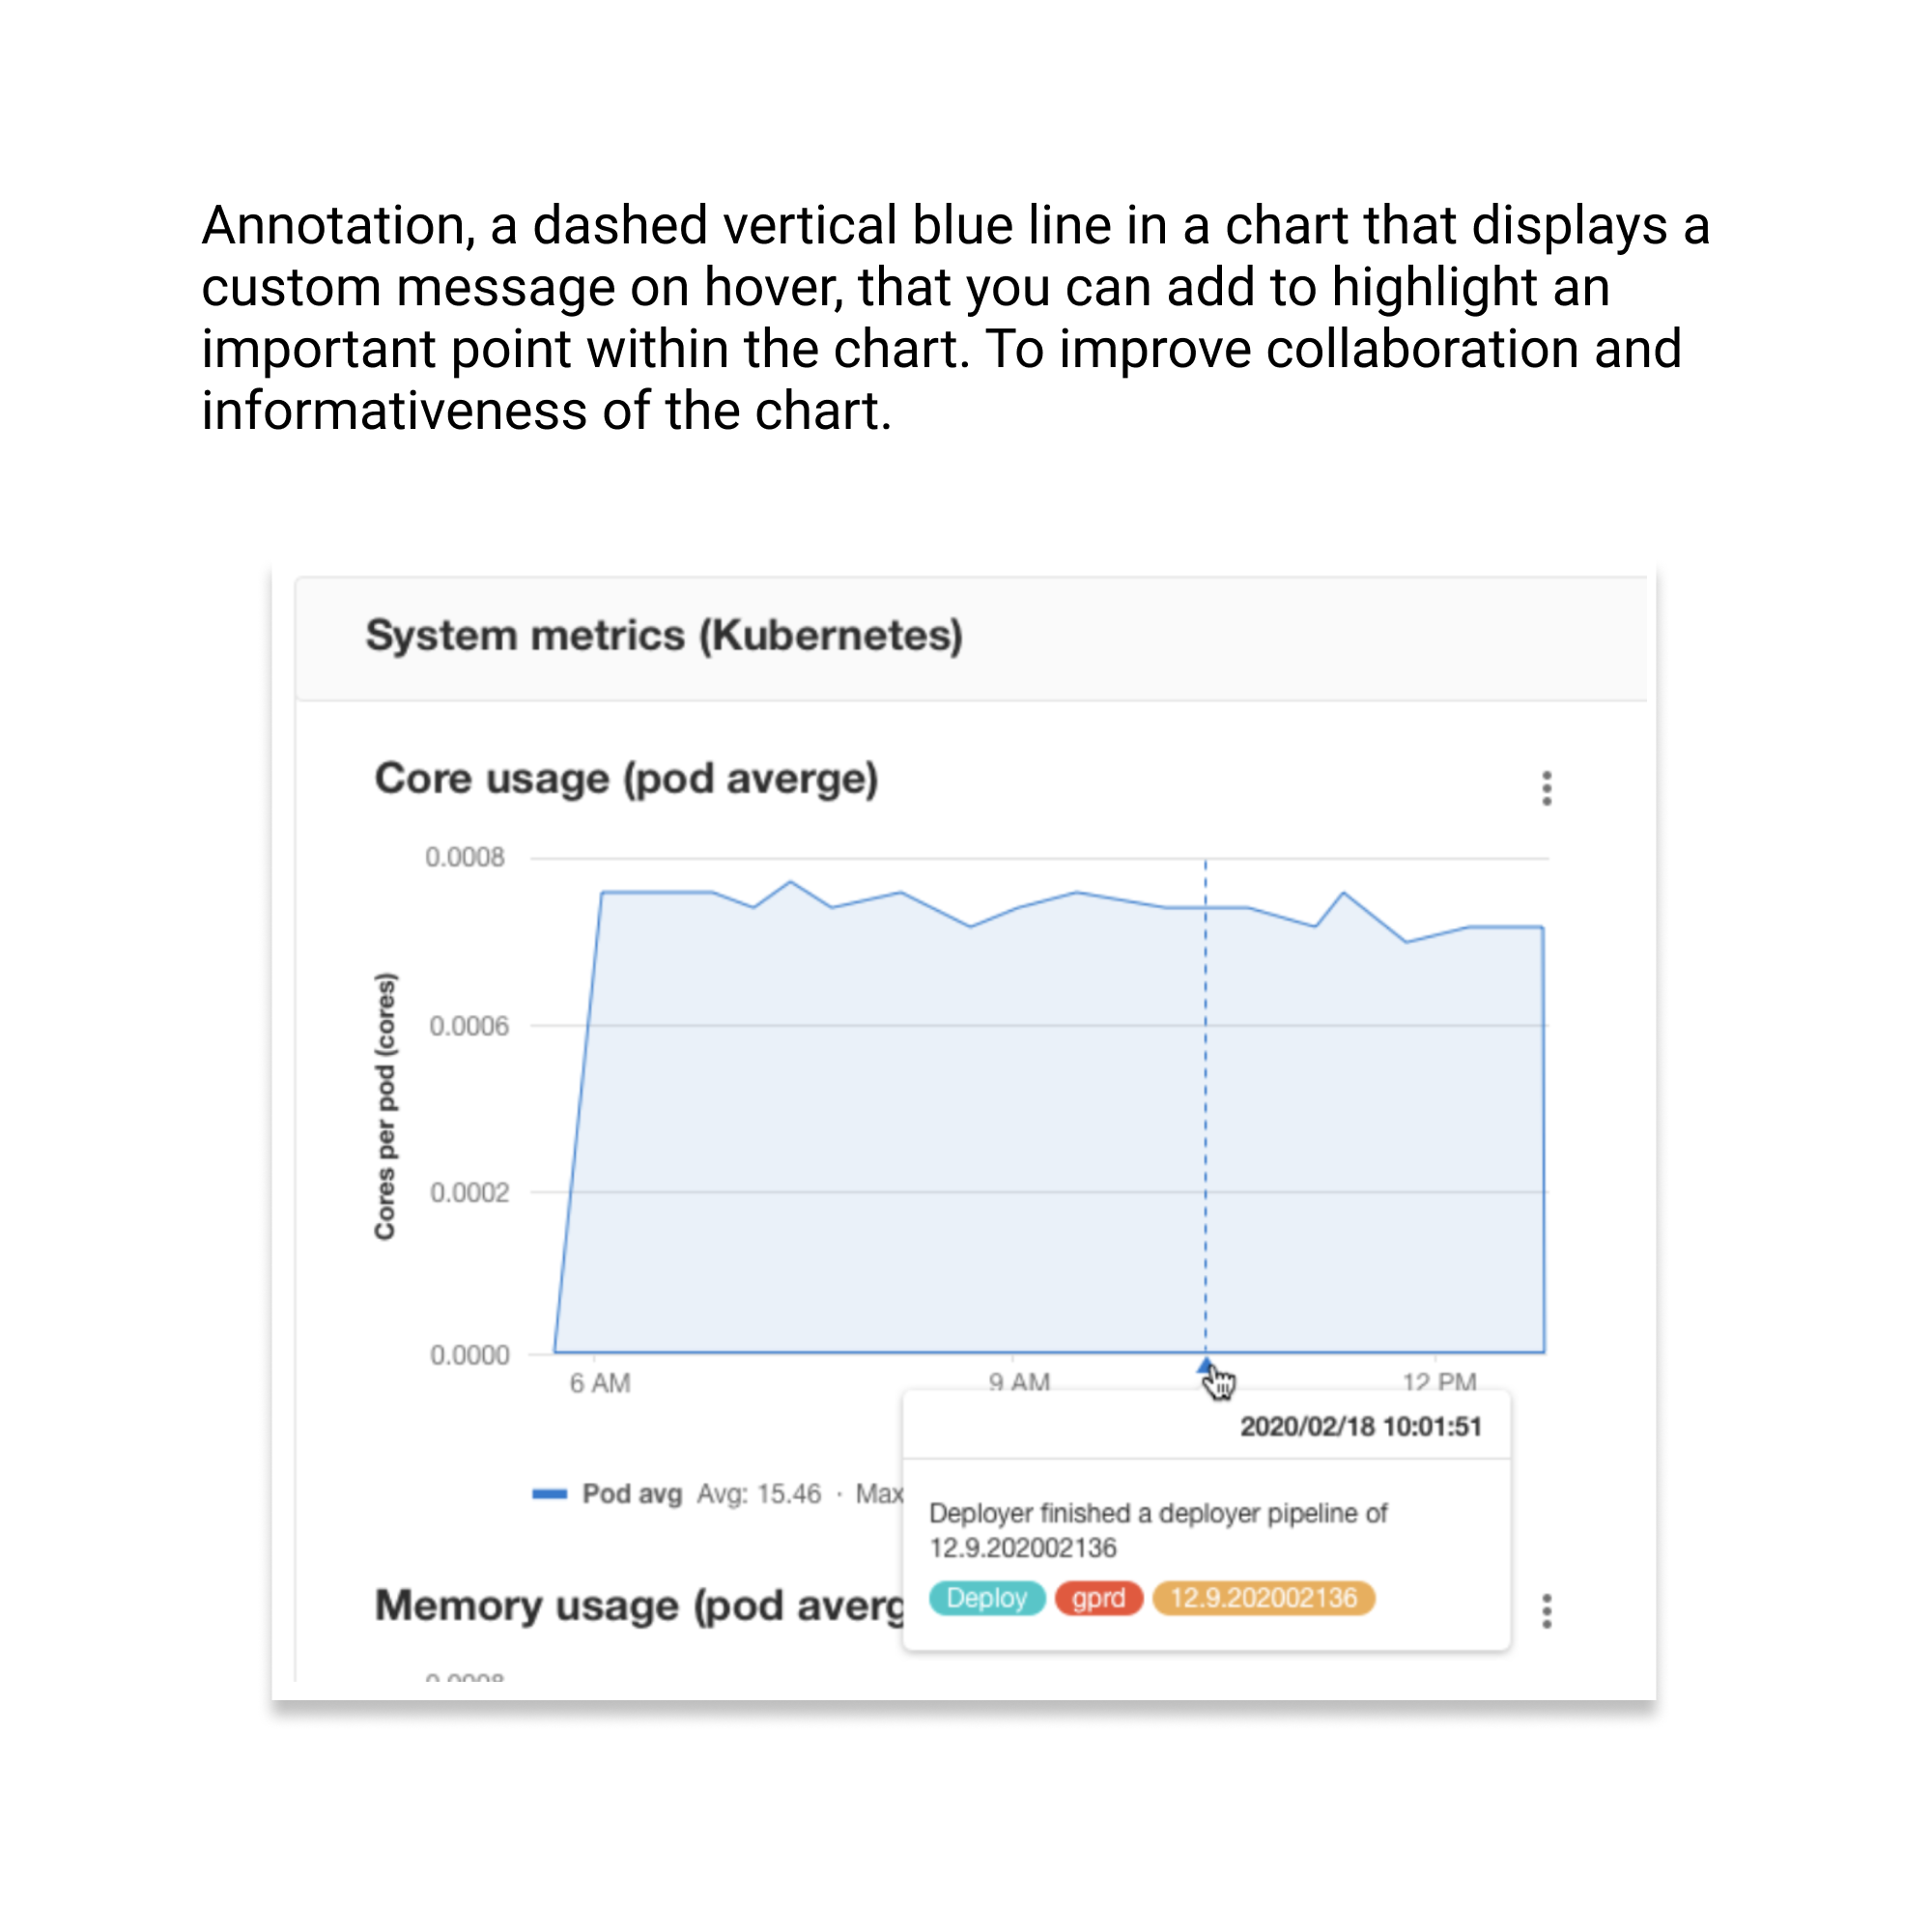 Annotation, a dashed vertical blue line in a chart that displays a
custom message on hover, that you can add to highlight an
important point within the chart. To improve collaboration and
informativeness of the chart.
System metrics (Kubernetes)
Core usage (pod averge)
Cores per pod (cores)
0.0008
0.0006
0.0002
0.0000
6 AM
9 AM
12 PM
2020/02/18 10:01:51
Pod avg Avg: 15.46 · Max
Deployer finished a deployer pipeline of
12.9.202002136
Deploy gprd 12.9.202002136
Memory usage (pod averg